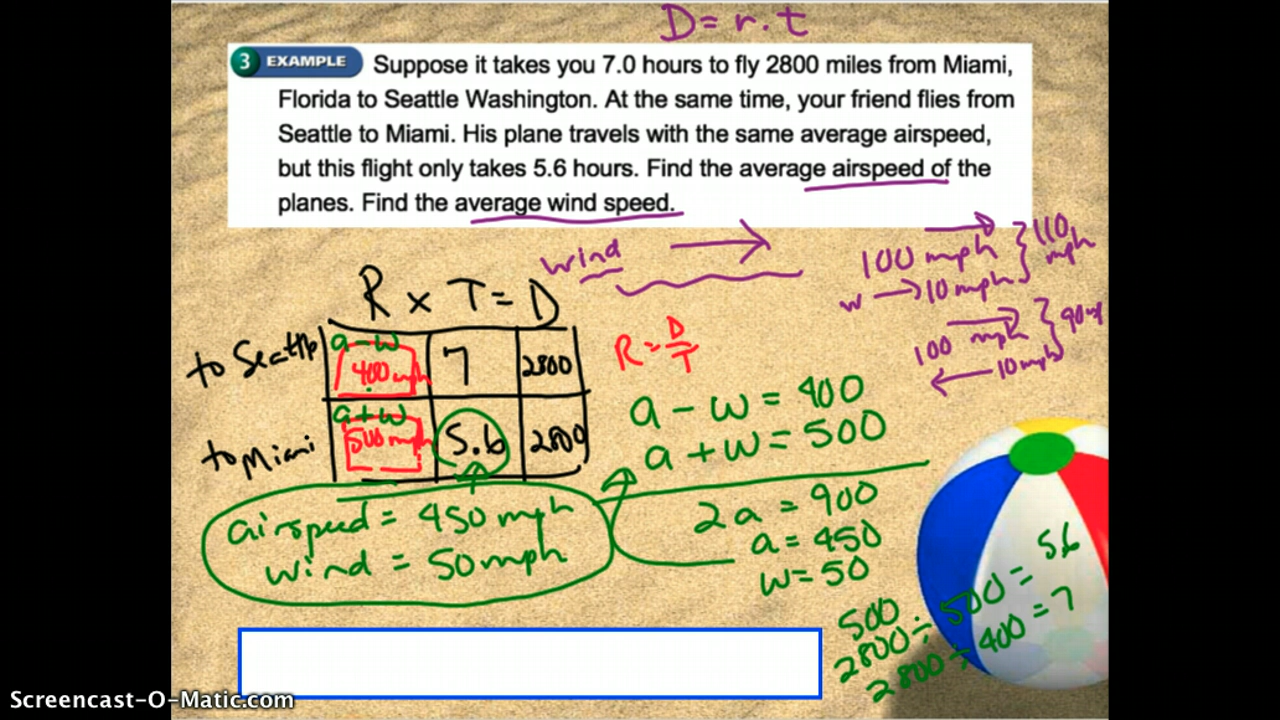 D = r · t
3 EXAMPLE Suppose it takes you 7.0 hours to fly 2800 miles from Miami,
Florida to Seattle Washington. At the same time, your friend flies from
Seattle to Miami. His plane travels with the same average airspeed,
but this flight only takes 5.6 hours. Find the average airspeed of the
planes. Find the average wind speed.
wind →
100 mph → } 110 mph
w → 10 mph
100 mph → }
← 10 mph
R × T = D
to Seattle a-w 400 mph 7 2800
to Miami a+w 500 mph 5.6 2800
R = D/T
a - w = 400
a + w = 500
2a = 900
a = 450
w = 50
airspeed = 450 mph
wind = 50 mph
500
2800 ÷ 500 = 5.6
2800 ÷ 400 = 7
Screencast-O-Matic.com